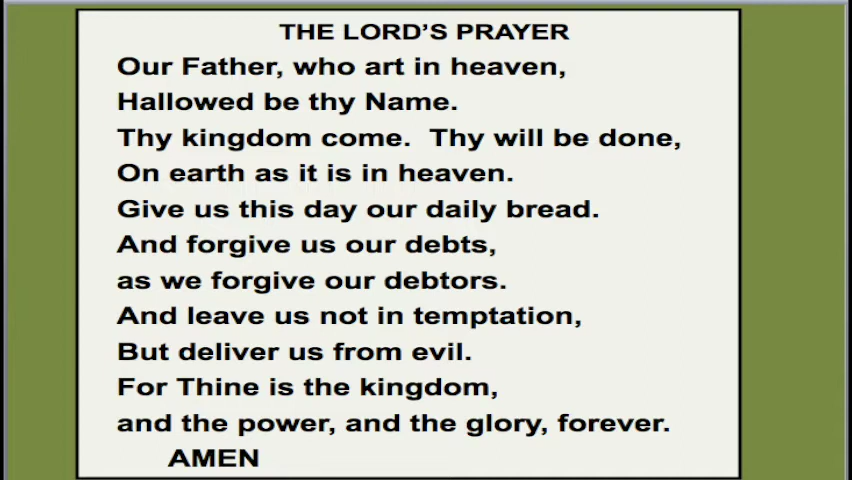 THE LORD'S PRAYER
Our Father, who art in heaven,
Hallowed be thy Name.
Thy kingdom come.  Thy will be done,
On earth as it is in heaven.
Give us this day our daily bread.
And forgive us our debts,
as we forgive our debtors.
And leave us not in temptation,
But deliver us from evil.
For Thine is the kingdom,
and the power, and the glory, forever.
AMEN